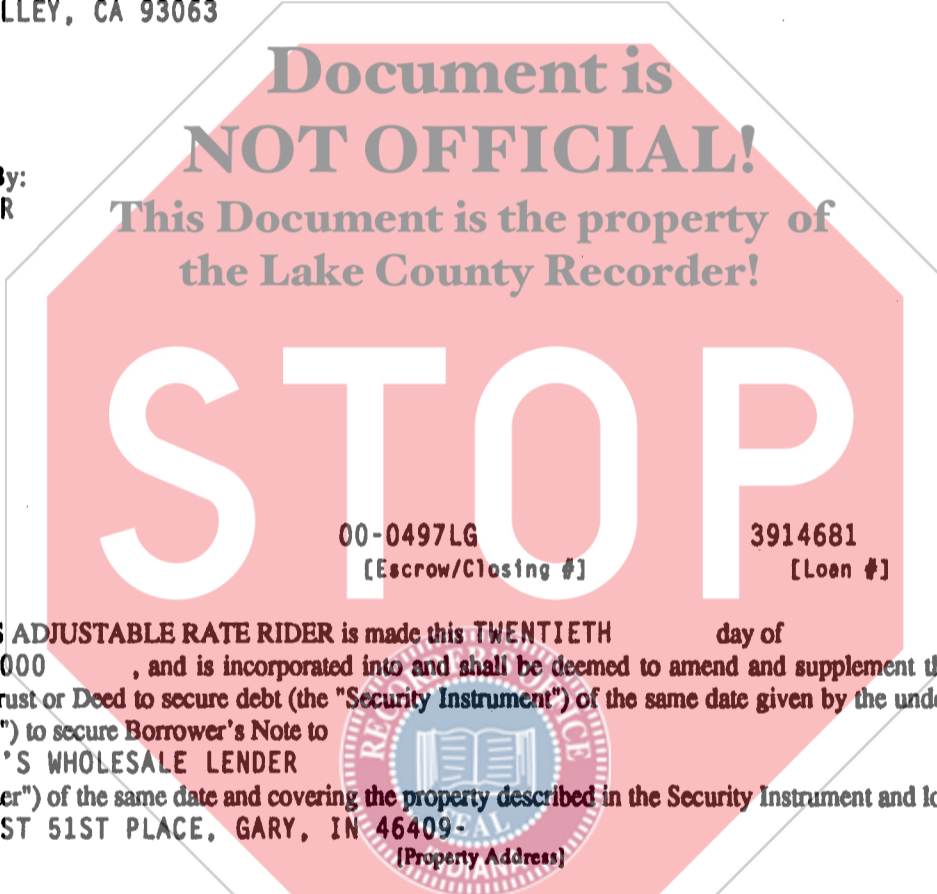 LLEY, CA 93063
Document is
NOT OFFICIAL!
By:
R
This Document is the property of
the Lake County Recorder!
STOP
00-0497LG 3914681
[Escrow/Closing #] [Loan #]
S ADJUSTABLE RATE RIDER is made this TWENTIETH day of
000 , and is incorporated into and shall be deemed to amend and supplement th
rust or Deed to secure debt (the "Security Instrument") of the same date given by the unde
") to secure Borrower's Note to
'S WHOLESALE LENDER
er") of the same date and covering the property described in the Security Instrument and lo
ST 51ST PLACE, GARY, IN 46409-
[Property Address]
RECORDER'S OFFICE
SEAL
INDIANA